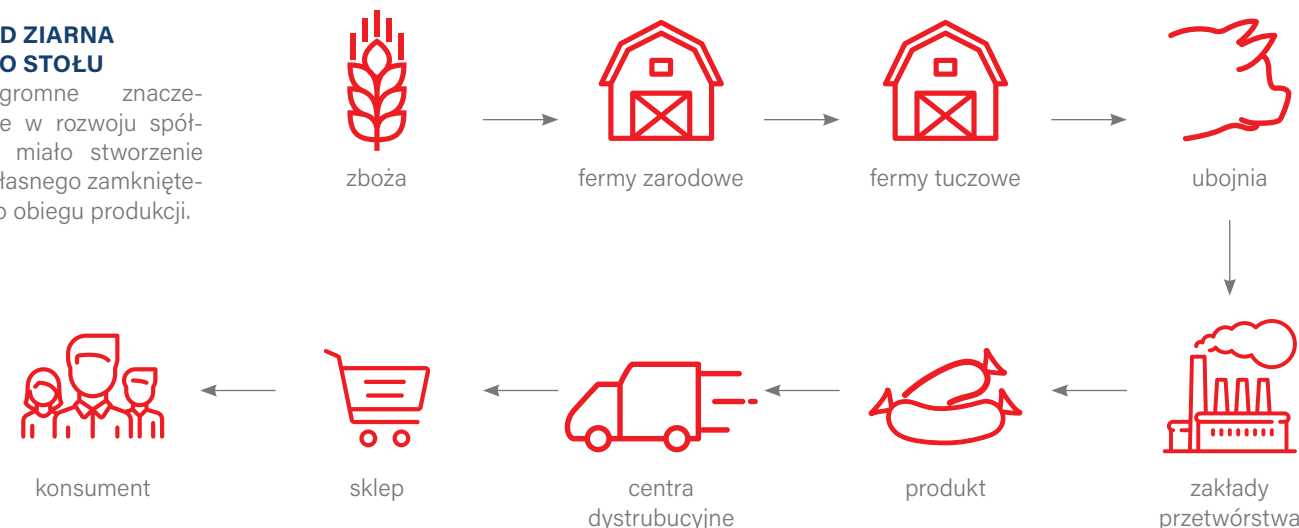 D ZIARNA
O STOŁU
gromne znacze-
e w rozwoju spół-
miało stworzenie
łasnego zamknięte-
o obiegu produkcji.
zboża
fermy zarodowe
fermy tuczowe
ubojnia
konsument
sklep
centra
dystrubucyjne
produkt
zakłady
przetwórstwa